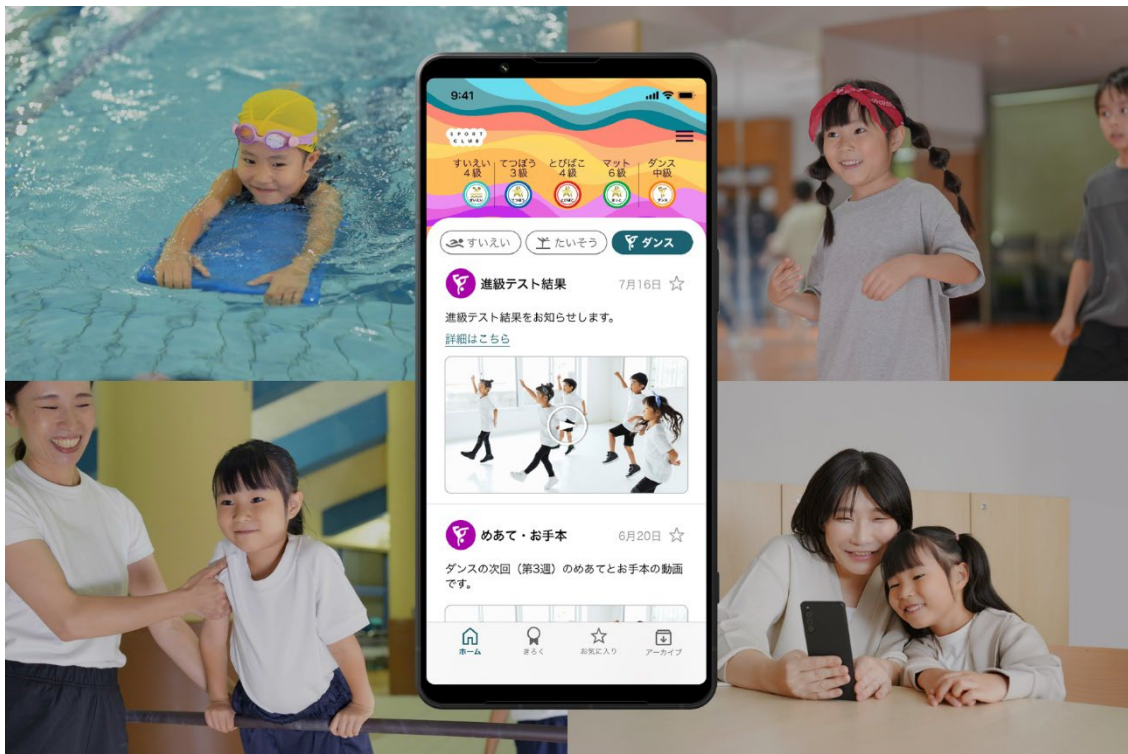 9:41
SPORT
CLUB
すいえい
4級
てつぼう
3級
とびばこ
4級
マット
6級
ダンス
中級
すいえい
たいそう
ダンス
進級テスト結果
7月16日
進級テスト結果をお知らせします。
詳細はこちら
めあて・お手本
6月20日
ダンスの次回（第3週）のめあてとお手本の動画
です。
ホーム
きろく
お気に入り
アーカイブ